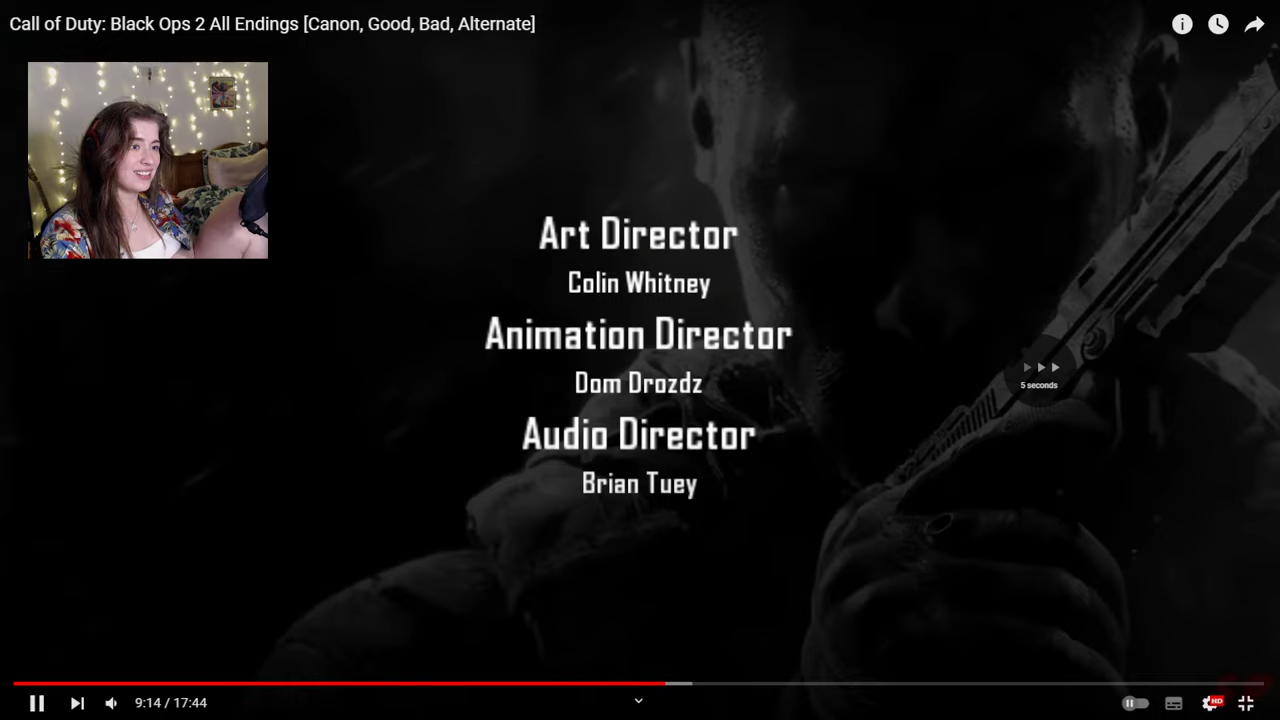 Call of Duty: Black Ops 2 All Endings [Canon, Good, Bad, Alternate]
Art Director
Colin Whitney
Animation Director
Dom Drozdz
Audio Director
Brian Tuey
5 seconds
9:14 / 17:44
HD